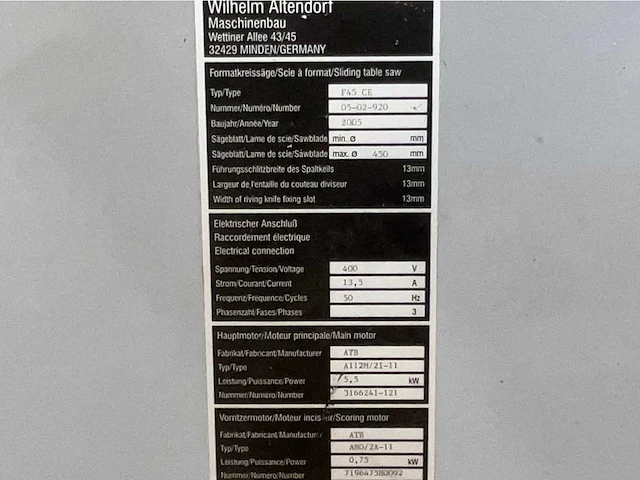 Wilhelm Altendorf
Maschinenbau
Wettiner Allee 43/45
32429 MINDEN/GERMANY
Formatkreissäge/Scie à format/Sliding table saw
Typ/Type F45 CE
Nummer/Numéro/Number 05-02-920
Baujahr/Année/Year 2005
Sägeblatt/Lame de scie/Sawblade min. ø mm
Sägeblatt/Lame de scie/Sawblade max. ø 450 mm
Führungsschlitzbreite des Spaltkeils 13mm
Largeur de l'entaille du couteau diviseur 13mm
Width of riving knife fixing slot 13mm
Elektrischer Anschluß
Raccordement électrique
Electrical connection
Spannung/Tension/Voltage 400 V
Strom/Courant/Current 13,5 A
Frequenz/Frequence/Cycles 50 Hz
Phasenzahl/Fases/Phases 3
Hauptmotor/Moteur principale/Main motor
Fabrikat/Fabricant/Manufacturer ATB
Typ/Type A112M/2I-11
Leistung/Puissance/Power 5,5 kW
Nummer/Numéro/Number 3166241-121
Vorritzermotor/Moteur inciseur/Scoring motor
Fabrikat/Fabricant/Manufacturer ATB
Typ/Type A80/2A-11
Leistung/Puissance/Power 0,75 kW
Nummer/Numéro/Number